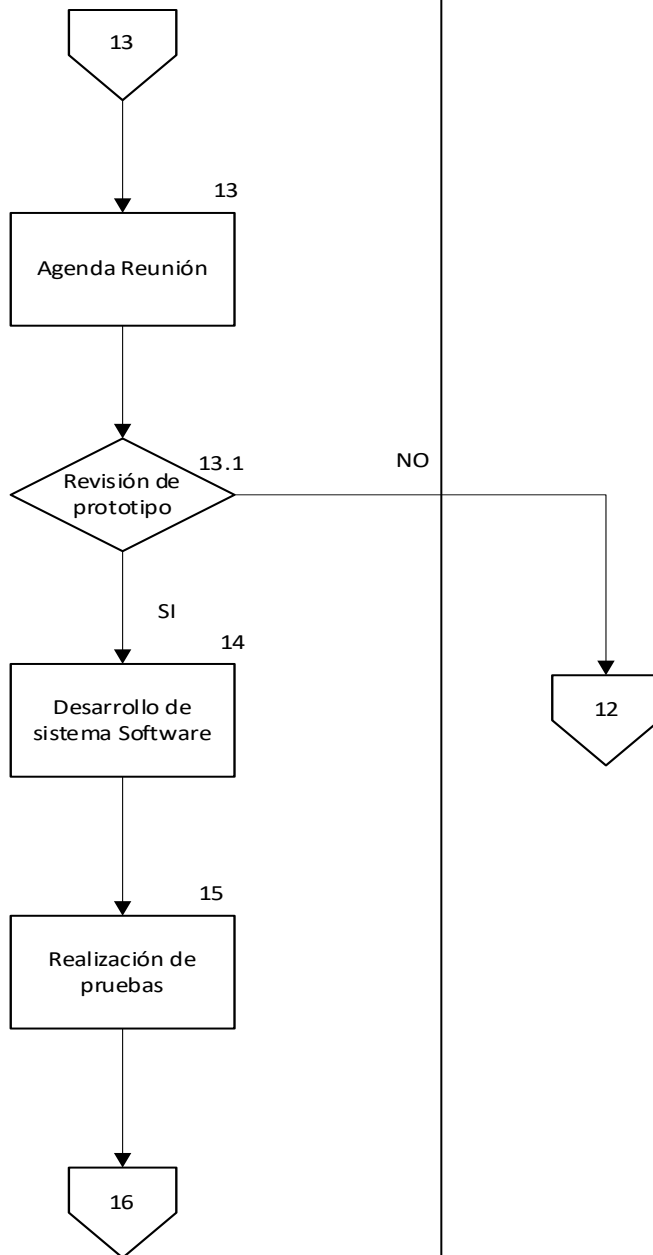 13
13
Agenda Reunión
13.1
NO
Revisión de
prototipo
SI
14
Desarrollo de
sistema Software
12
15
Realización de
pruebas
16